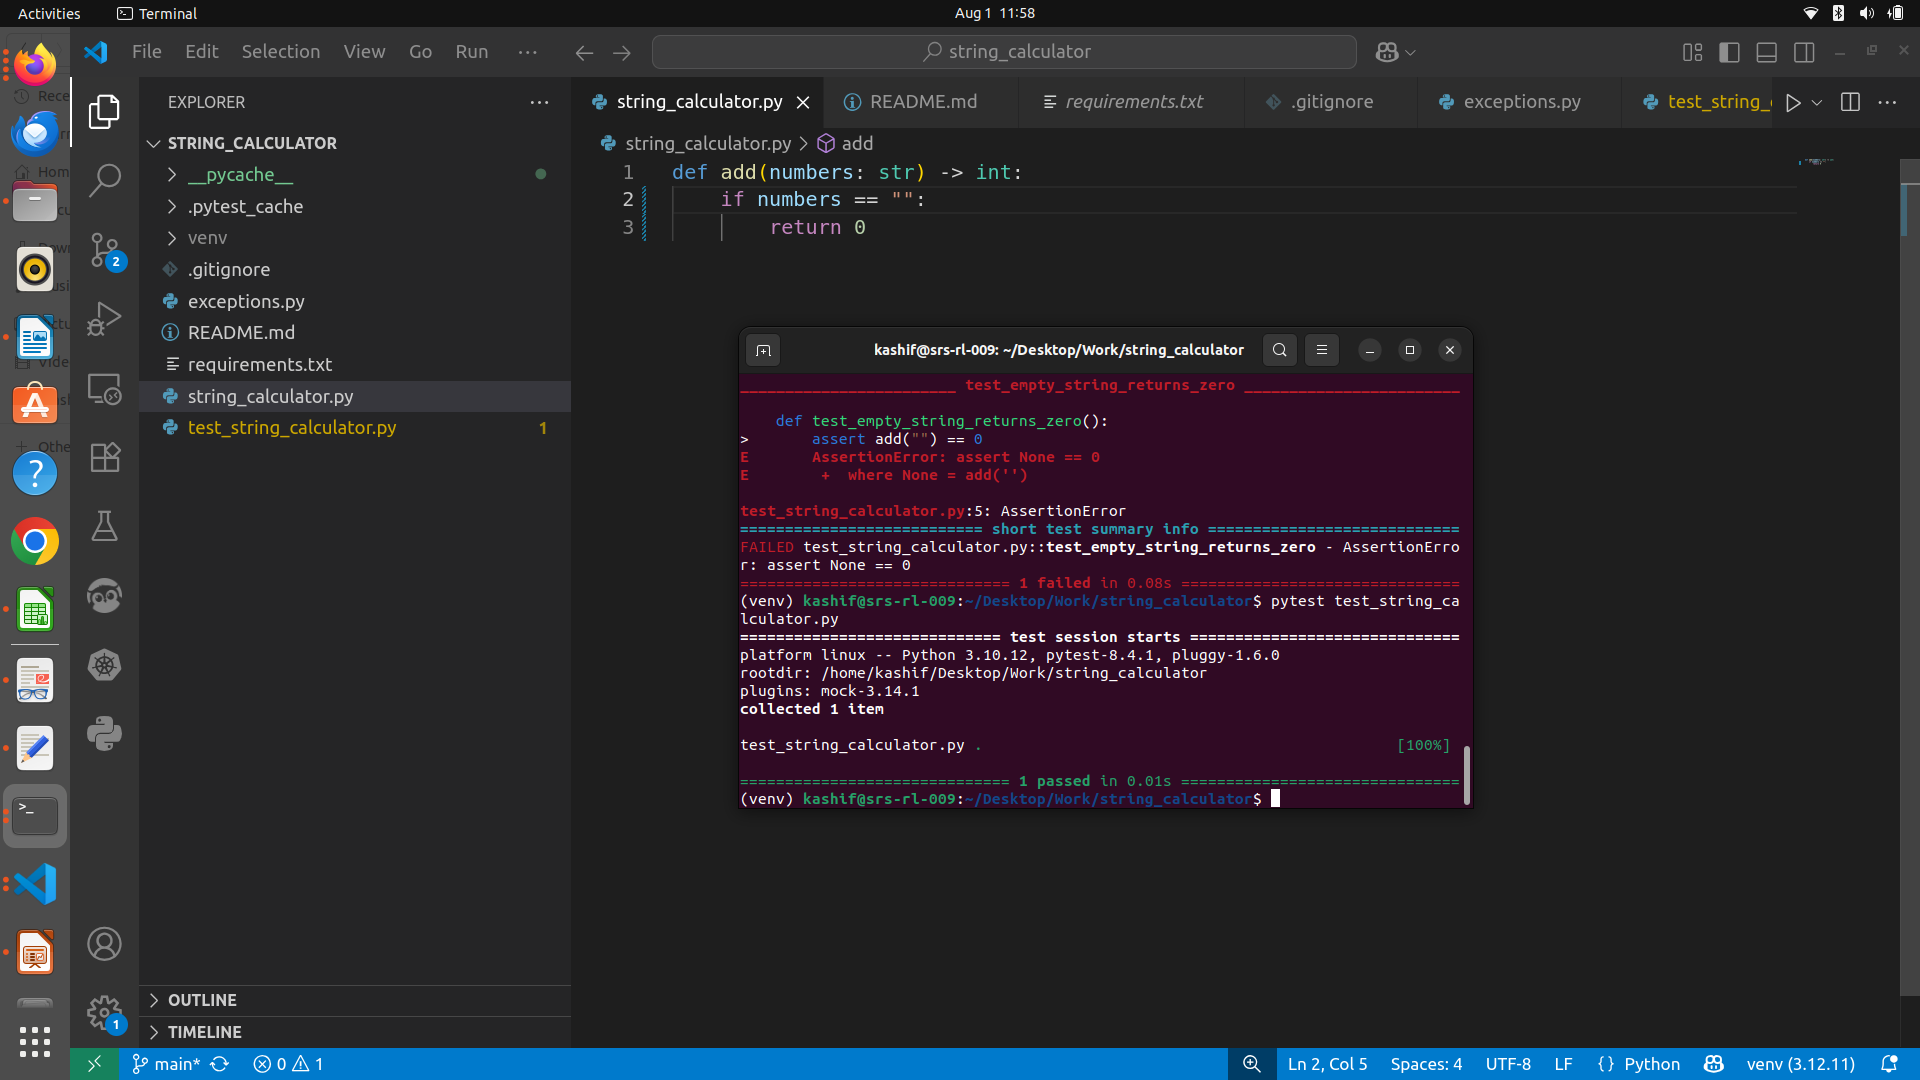 Activities
Terminal
Aug 1 11:58
File Edit Selection View Go Run
string_calculator
EXPLORER
STRING_CALCULATOR
__pycache__
.pytest_cache
venv
.gitignore
exceptions.py
README.md
requirements.txt
string_calculator.py
test_string_calculator.py 1
OUTLINE
TIMELINE
2
1
string_calculator.py
README.md
requirements.txt
.gitignore
exceptions.py
test_string_
string_calculator.py > add
1 def add(numbers: str) -> int:
2 if numbers == "":
3 return 0
kashif@srs-rl-009: ~/Desktop/Work/string_calculator
________________________ test_empty_string_returns_zero ________________________
def test_empty_string_returns_zero():
> assert add("") == 0
E AssertionError: assert None == 0
E + where None = add('')
test_string_calculator.py:5: AssertionError
=========================== short test summary info ============================
FAILED test_string_calculator.py::test_empty_string_returns_zero - AssertionErro
r: assert None == 0
============================== 1 failed in 0.08s ===============================
(venv) kashif@srs-rl-009:~/Desktop/Work/string_calculator$ pytest test_string_ca
lculator.py
============================= test session starts ==============================
platform linux -- Python 3.10.12, pytest-8.4.1, pluggy-1.6.0
rootdir: /home/kashif/Desktop/Work/string_calculator
plugins: mock-3.14.1
collected 1 item
test_string_calculator.py . [100%]
============================== 1 passed in 0.01s ===============================
(venv) kashif@srs-rl-009:~/Desktop/Work/string_calculator$
main* 0 1
Ln 2, Col 5 Spaces: 4 UTF-8 LF {} Python venv (3.12.11)